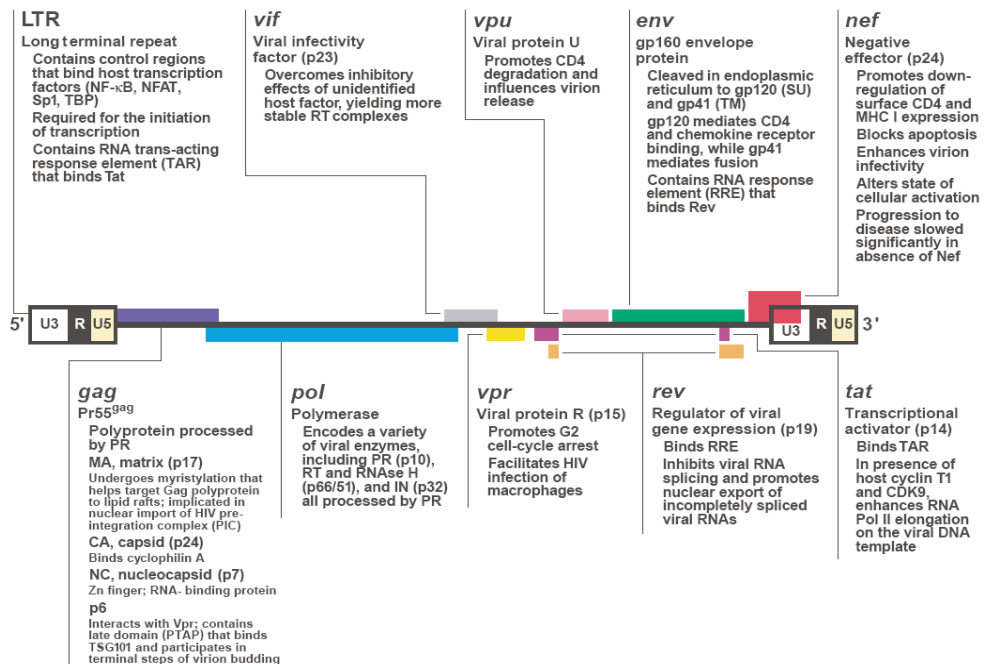 LTR
Long terminal repeat
Contains control regions
that bind host transcription
factors (NF-κB, NFAT,
Sp1, TBP)
Required for the initiation
of transcription
Contains RNA trans-acting
response element (TAR)
that binds Tat
vif
Viral infectivity
factor (p23)
Overcomes inhibitory
effects of unidentified
host factor, yielding more
stable RT complexes
vpu
Viral protein U
Promotes CD4
degradation and
influences virion
release
env
gp160 envelope
protein
Cleaved in endoplasmic
reticulum to gp120 (SU)
and gp41 (TM)
gp120 mediates CD4
and chemokine receptor
binding, while gp41
mediates fusion
Contains RNA response
element (RRE) that
binds Rev
nef
Negative
effector (p24)
Promotes down-
regulation of
surface CD4 and
MHC I expression
Blocks apoptosis
Enhances virion
infectivity
Alters state of
cellular activation
Progression to
disease slowed
significantly in
absence of Nef
5' U3 R U5 U3 R U5 3'
gag
Pr55gag
Polyprotein processed
by PR
MA, matrix (p17)
Undergoes myristylation that
helps target Gag polyprotein
to lipid rafts; implicated in
nuclear import of HIV pre-
integration complex (PIC)
CA, capsid (p24)
Binds cyclophilin A
NC, nucleocapsid (p7)
Zn finger; RNA- binding protein
p6
Interacts with Vpr; contains
late domain (PTAP) that binds
TSG101 and participates in
terminal steps of virion budding
pol
Polymerase
Encodes a variety
of viral enzymes,
including PR (p10),
RT and RNAse H
(p66/51), and IN (p32)
all processed by PR
vpr
Viral protein R (p15)
Promotes G2
cell-cycle arrest
Facilitates HIV
infection of
macrophages
rev
Regulator of viral
gene expression (p19)
Binds RRE
Inhibits viral RNA
splicing and promotes
nuclear export of
incompletely spliced
viral RNAs
tat
Transcriptional
activator (p14)
Binds TAR
In presence of
host cyclin T1
and CDK9,
enhances RNA
Pol II elongation
on the viral DNA
template